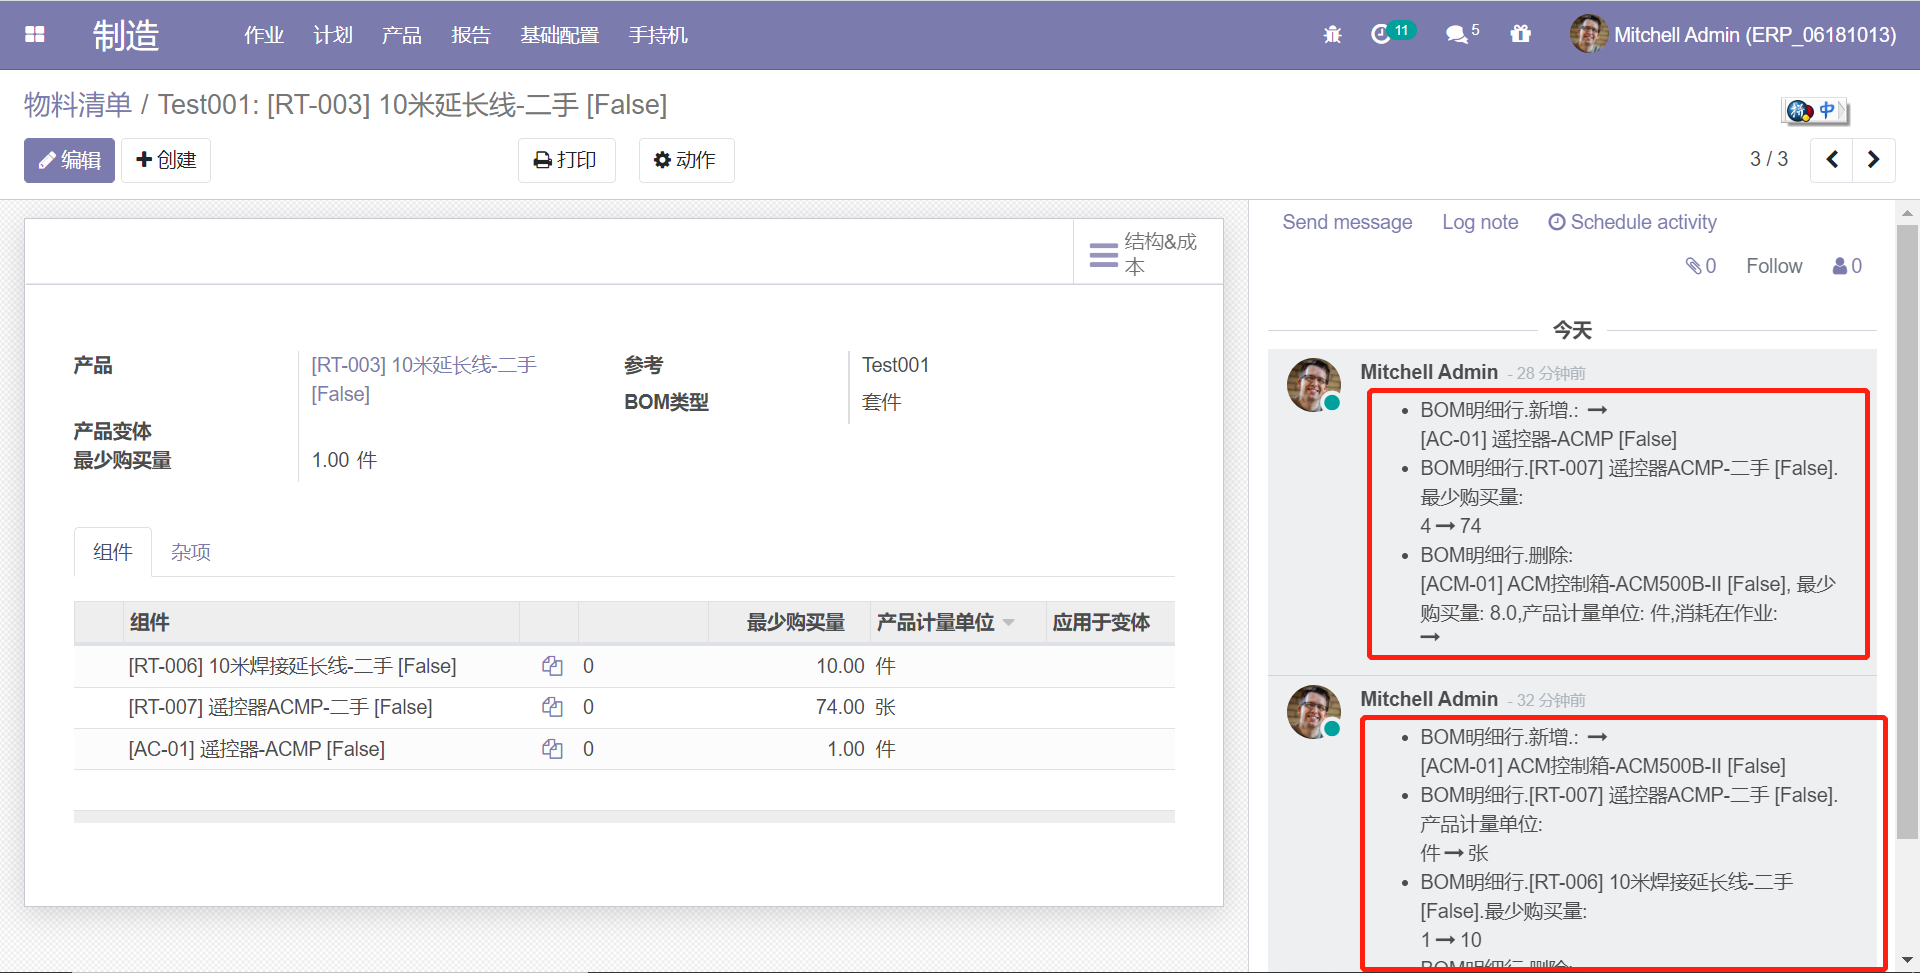 制造
作业 计划 产品 报告 基础配置 手持机
11 5 Mitchell Admin (ERP_06181013)
物料清单 / Test001: [RT-003] 10米延长线-二手 [False]
拼 中
编辑 创建 打印 动作 3 / 3
结构&成
本
产品 [RT-003] 10米延长线-二手
[False]
产品变体
最少购买量 1.00 件
参考 Test001
BOM类型 套件
组件 杂项
组件 最少购买量 产品计量单位 应用于变体
[RT-006] 10米焊接延长线-二手 [False] 0 10.00 件
[RT-007] 遥控器ACMP-二手 [False] 0 74.00 张
[AC-01] 遥控器-ACMP [False] 0 1.00 件
Send message Log note Schedule activity
0 Follow 0
今天
Mitchell Admin - 28 分钟前
• BOM明细行.新增.: →
[AC-01] 遥控器-ACMP [False]
• BOM明细行.[RT-007] 遥控器ACMP-二手 [False].
最少购买量:
4 → 74
• BOM明细行.删除:
[ACM-01] ACM控制箱-ACM500B-II [False], 最少
购买量: 8.0,产品计量单位: 件,消耗在作业:
→
Mitchell Admin - 32 分钟前
• BOM明细行.新增.: →
[ACM-01] ACM控制箱-ACM500B-II [False]
• BOM明细行.[RT-007] 遥控器ACMP-二手 [False].
产品计量单位:
件 → 张
• BOM明细行.[RT-006] 10米焊接延长线-二手
[False].最少购买量:
1 → 10
BOM明细行.删除: